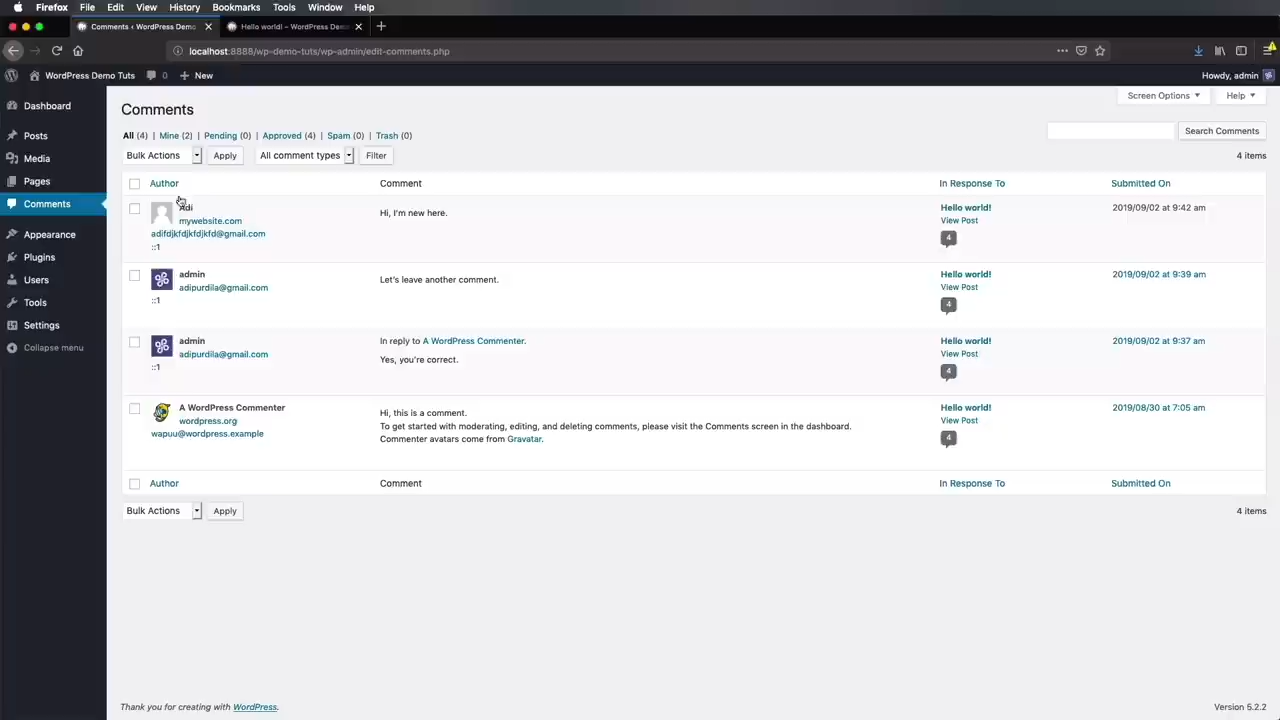 Firefox File Edit View History Bookmarks Tools Window Help
Comments ‹ WordPress Demo Hello world! – WordPress Demo
localhost:8888/wp-demo-tuts/wp-admin/edit-comments.php
WordPress Demo Tuts 0 New Howdy, admin
Dashboard
Posts
Media
Pages
Comments
Appearance
Plugins
Users
Tools
Settings
Collapse menu
Screen Options Help
Comments
All (4) | Mine (2) | Pending (0) | Approved (4) | Spam (0) | Trash (0)
Search Comments
Bulk Actions Apply All comment types Filter 4 items
Author Comment In Response To Submitted On
Adi Hi, I'm new here. Hello world! 2019/09/02 at 9:42 am
mywebsite.com View Post
adifdjkfdjkfdjkfd@gmail.com 4
::1
admin Let's leave another comment. Hello world! 2019/09/02 at 9:39 am
adipurdila@gmail.com View Post
::1 4
admin In reply to A WordPress Commenter. Hello world! 2019/09/02 at 9:37 am
adipurdila@gmail.com Yes, you're correct. View Post
::1 4
A WordPress Commenter Hi, this is a comment. Hello world! 2019/08/30 at 7:05 am
wordpress.org To get started with moderating, editing, and deleting comments, please visit the Comments screen in the dashboard. View Post
wapuu@wordpress.example Commenter avatars come from Gravatar. 4
Author Comment In Response To Submitted On
Bulk Actions Apply 4 items
Thank you for creating with WordPress. Version 5.2.2